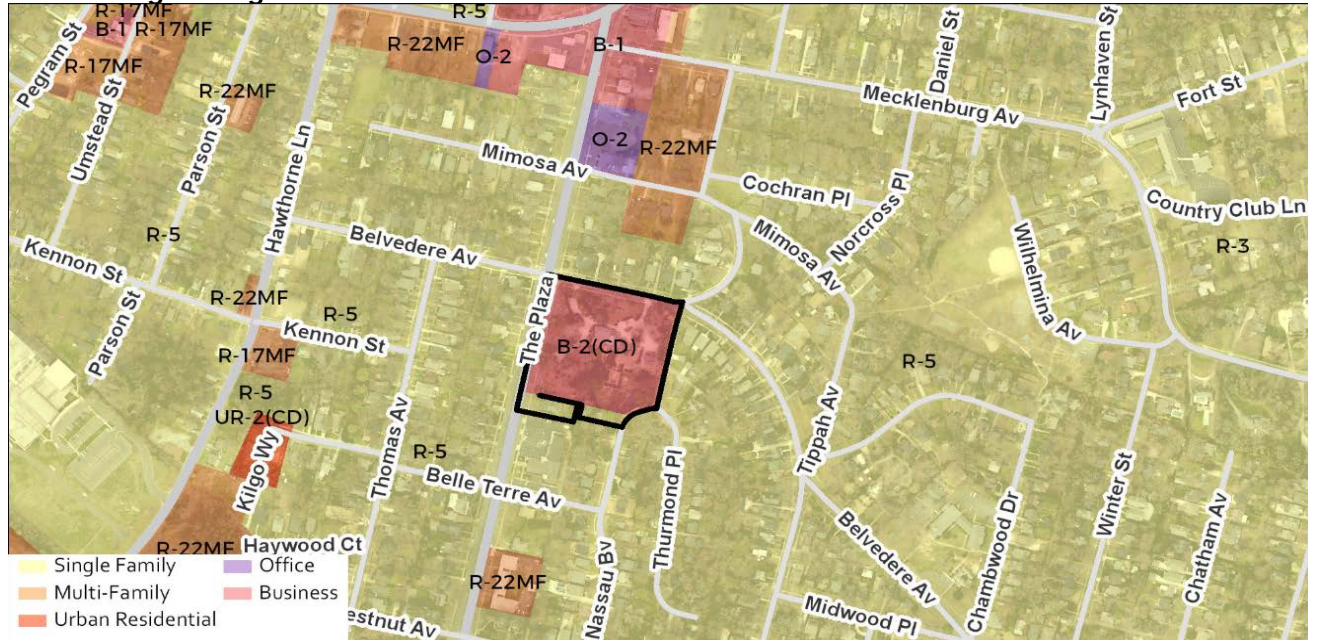 R-17MF
R-5
B-1
R-17MF
R-22MF
O-2
B-1
Daniel St
Lynhaven St
R-17MF
Pegram St
R-22MF
Mecklenburg Av
Fort St
Umstead St
Parson St
Hawthorne Ln
Mimosa Av
O-2
R-22MF
Cochran Pl
Norcross Pl
Country Club Ln
R-3
R-5
Belvedere Av
Mimosa Av
Wilhelmina Av
Kennon St
R-22MF
R-5
Kennon St
Parson St
R-17MF
The Plaza
B-2(CD)
R-5
R-5
UR-2(CD)
Kilgo Wy
Thomas Av
R-5
Belle Terre Av
Thurmond Pl
Tippah Av
Winter St
Chatham Av
Belvedere Av
Chambwood Dr
R-22MF
Haywood Ct
R-22MF
Nassau Bv
Midwood Pl
estnut Av
Single Family
Multi-Family
Urban Residential
Office
Business